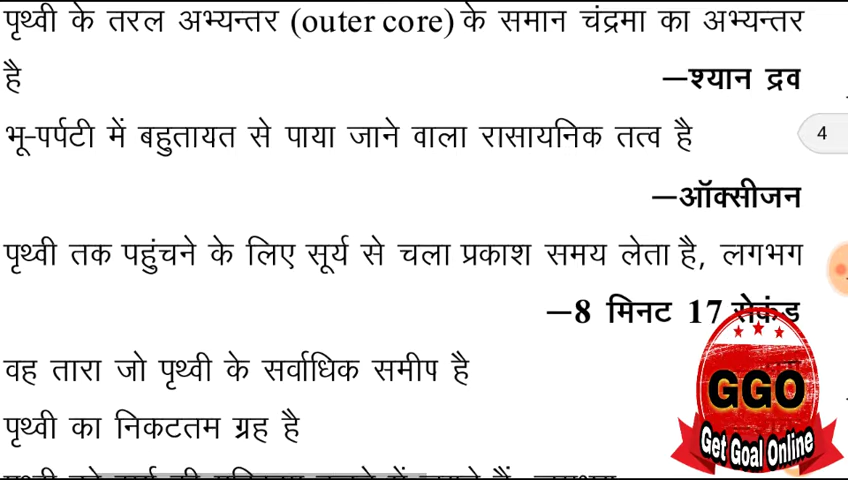 पृथ्वी के तरल अभ्यन्तर (outer core) के समान चंद्रमा का अभ्यन्तर
है —श्यान द्रव
भू-पर्पटी में बहुतायत से पाया जाने वाला रासायनिक तत्व है
4
—ऑक्सीजन
पृथ्वी तक पहुंचने के लिए सूर्य से चला प्रकाश समय लेता है, लगभग
—8 मिनट 17 सेकंड
वह तारा जो पृथ्वी के सर्वाधिक समीप है
पृथ्वी का निकटतम ग्रह है
GGO
Get Goal Online